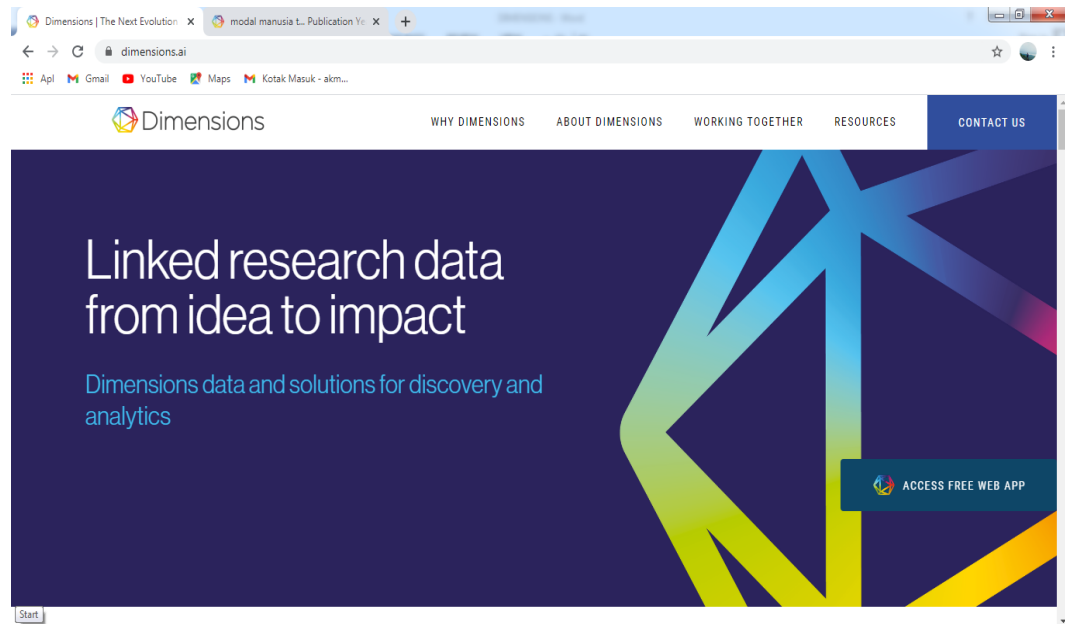 Dimensions | The Next Evolution
modal manusia t... Publication Ye
dimensions.ai
Apl Gmail YouTube Maps Kotak Masuk - akm...
Dimensions
WHY DIMENSIONS ABOUT DIMENSIONS WORKING TOGETHER RESOURCES CONTACT US
Linked research data
from idea to impact
Dimensions data and solutions for discovery and
analytics
ACCESS FREE WEB APP
Start